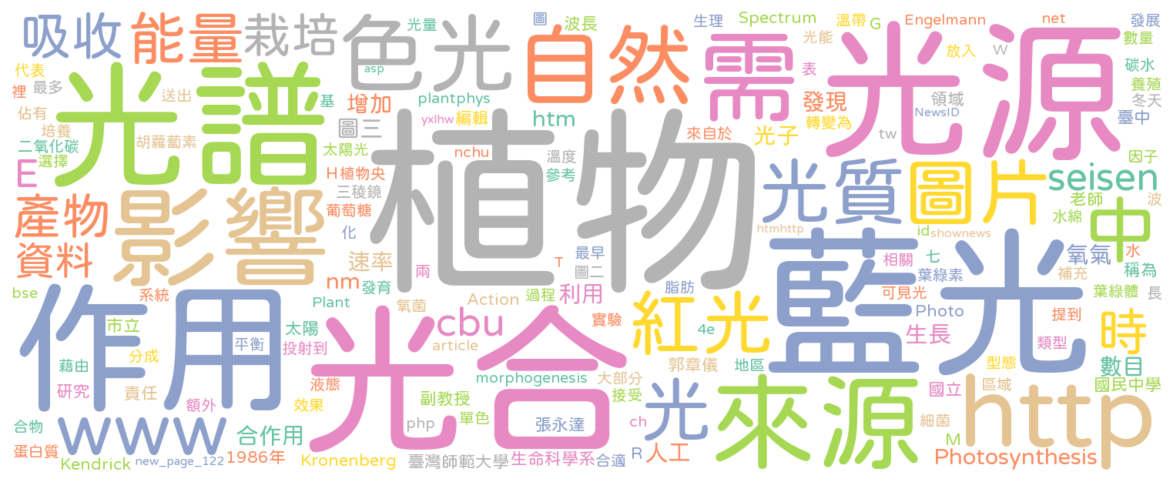 吸收
能量
栽培
色光
光量
圖
波長
自然
需
生理
Spectrum
溫帶
G
光源
Engelmann
net
發展
數量
代表
裡
最多
送出
asp
plantphys
光能
表
放入
W
碳水
養殖
冬天
佔有
光譜
基
增加
yxlhw
編輯
htm
發現
領域
NewsID
臺中
培養
胡蘿蔔素
圖三
植物
來自於
光子
轉變為
tw
二氧化碳
選擇
太陽光
nchu
溫度
參考
因子
E
H植物央
三稜鏡
光質
圖片
seisen
老師
波
產物
影響
葡萄糖
化
水綿
中
資料
速率
最早
圖二
htmhttp
id
shownews
藍光
氧氣
水
稱為
nm
兩
T
相關
七
葉綠素
補充
bse
系統
發育
氧菌
Plant
Action
過程
利用
脂肪
可見光
葉綠體
長
作用
市立
太陽
光合
cbu
實驗
4e
紅光
Photo
提到
時
平衡
投射到
article
生長
類型
藉由
分成
郭章儀
地區
型態
數目
研究
責任
液態
morphogenesis
大部分
接受
國立
區域
國民中學
額外
效果
副教授
單色
光
來源
http
合物
www
合作用
php
張永達
ch
細菌
M
蛋白質
Kendrick
new_page_122
1986年
Kronenberg
臺灣師範大學
生命科學系
合適
R
人工
Photosynthesis